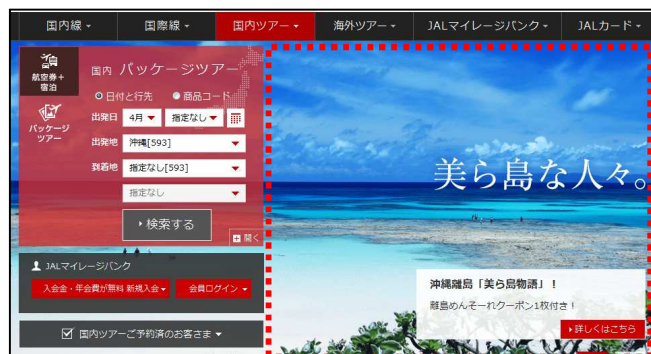 国内線
国際線
国内ツアー
海外ツアー
JALマイレージバンク
JALカード
航空券+
宿泊
パッケージ
ツアー
国内 パッケージツアー
日付と行先
商品コード
出発日 4月 指定なし
出発地 沖縄[593]
到着地 指定なし[593]
指定なし
検索する
開く
JALマイレージバンク
入会金・年会費が無料 新規入会
会員ログイン
国内ツアーご予約済のお客さま
美ら島な人々。
沖縄離島「美ら島物語」!
離島めんそーれクーポン1枚付き!
詳しくはこちら